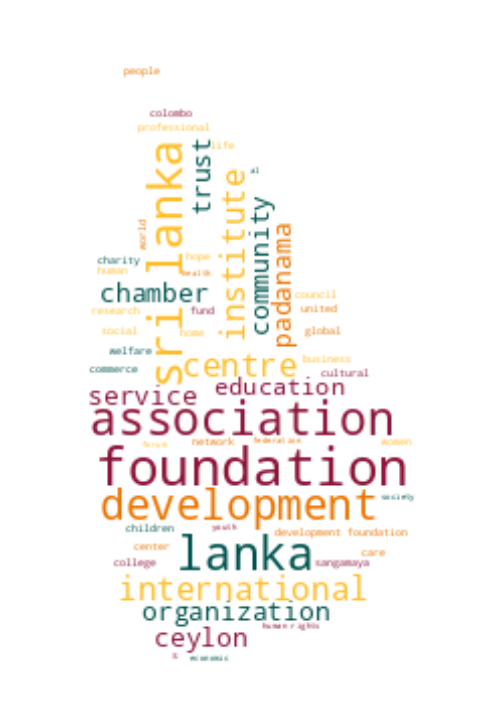 people
colombo
professional
sri lanka
trust
life
institute
al
community
world
padanama
charity
hope
human
health
chamber
council
research
fund
united
social
home
global
welfare
centre
business
commerce
cultural
service
education
association
forum
network
federation
women
foundation
development
society
children
youth
development foundation
center
lanka
care
college
sangamaya
international
organization
human rights
ceylon
economic